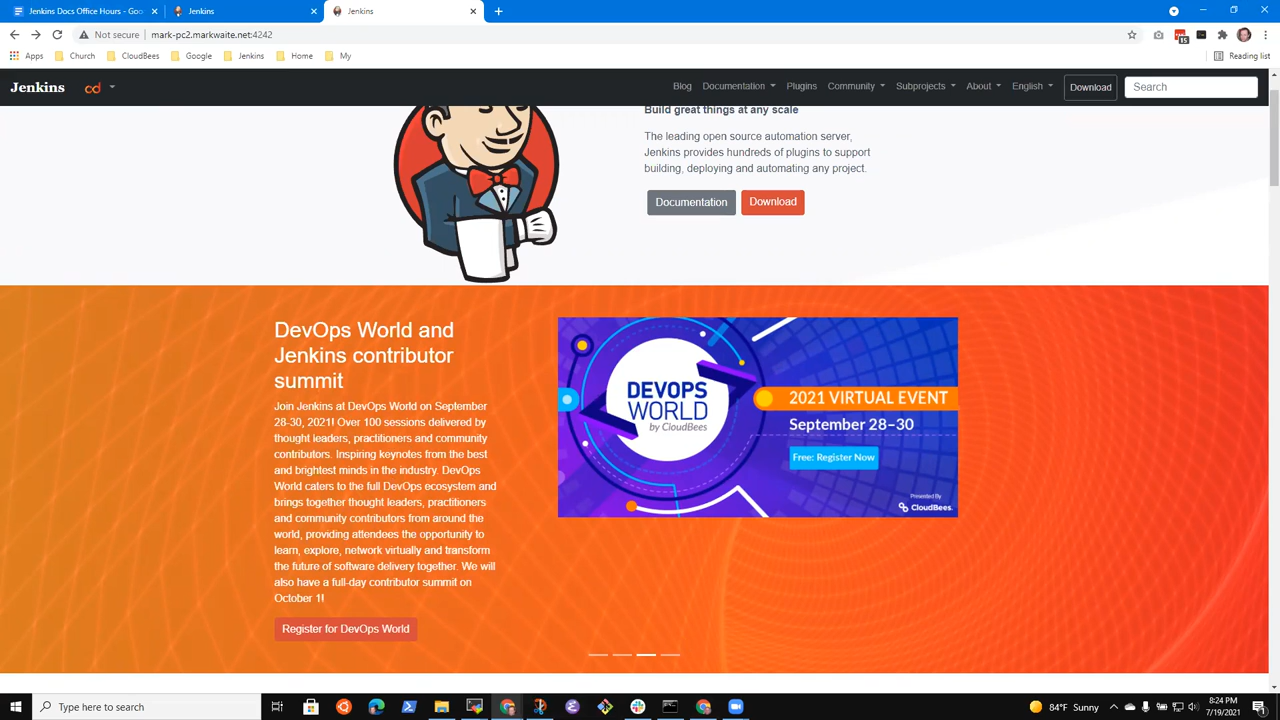 Jenkins Docs Office Hours - Goo
Jenkins
Jenkins
Not secure
mark-pc2.markwaite.net:4242
15
Apps
Church
CloudBees
Google
Jenkins
Home
My
Reading list
Jenkins
cd
Blog
Documentation
Plugins
Community
Subprojects
About
English
Download
Search
Build great things at any scale
The leading open source automation server,
Jenkins provides hundreds of plugins to support
building, deploying and automating any project.
Documentation
Download
DevOps World and
Jenkins contributor
summit
Join Jenkins at DevOps World on September
28-30, 2021! Over 100 sessions delivered by
thought leaders, practitioners and community
contributors. Inspiring keynotes from the best
and brightest minds in the industry. DevOps
World caters to the full DevOps ecosystem and
brings together thought leaders, practitioners
and community contributors from around the
world, providing attendees the opportunity to
learn, explore, network virtually and transform
the future of software delivery together. We will
also have a full-day contributor summit on
October 1!
Register for DevOps World
DEVOPS
WORLD
by CloudBees
2021 VIRTUAL EVENT
September 28–30
Free: Register Now
Presented By
CloudBees.
Type here to search
84°F Sunny
8:24 PM
7/19/2021
1